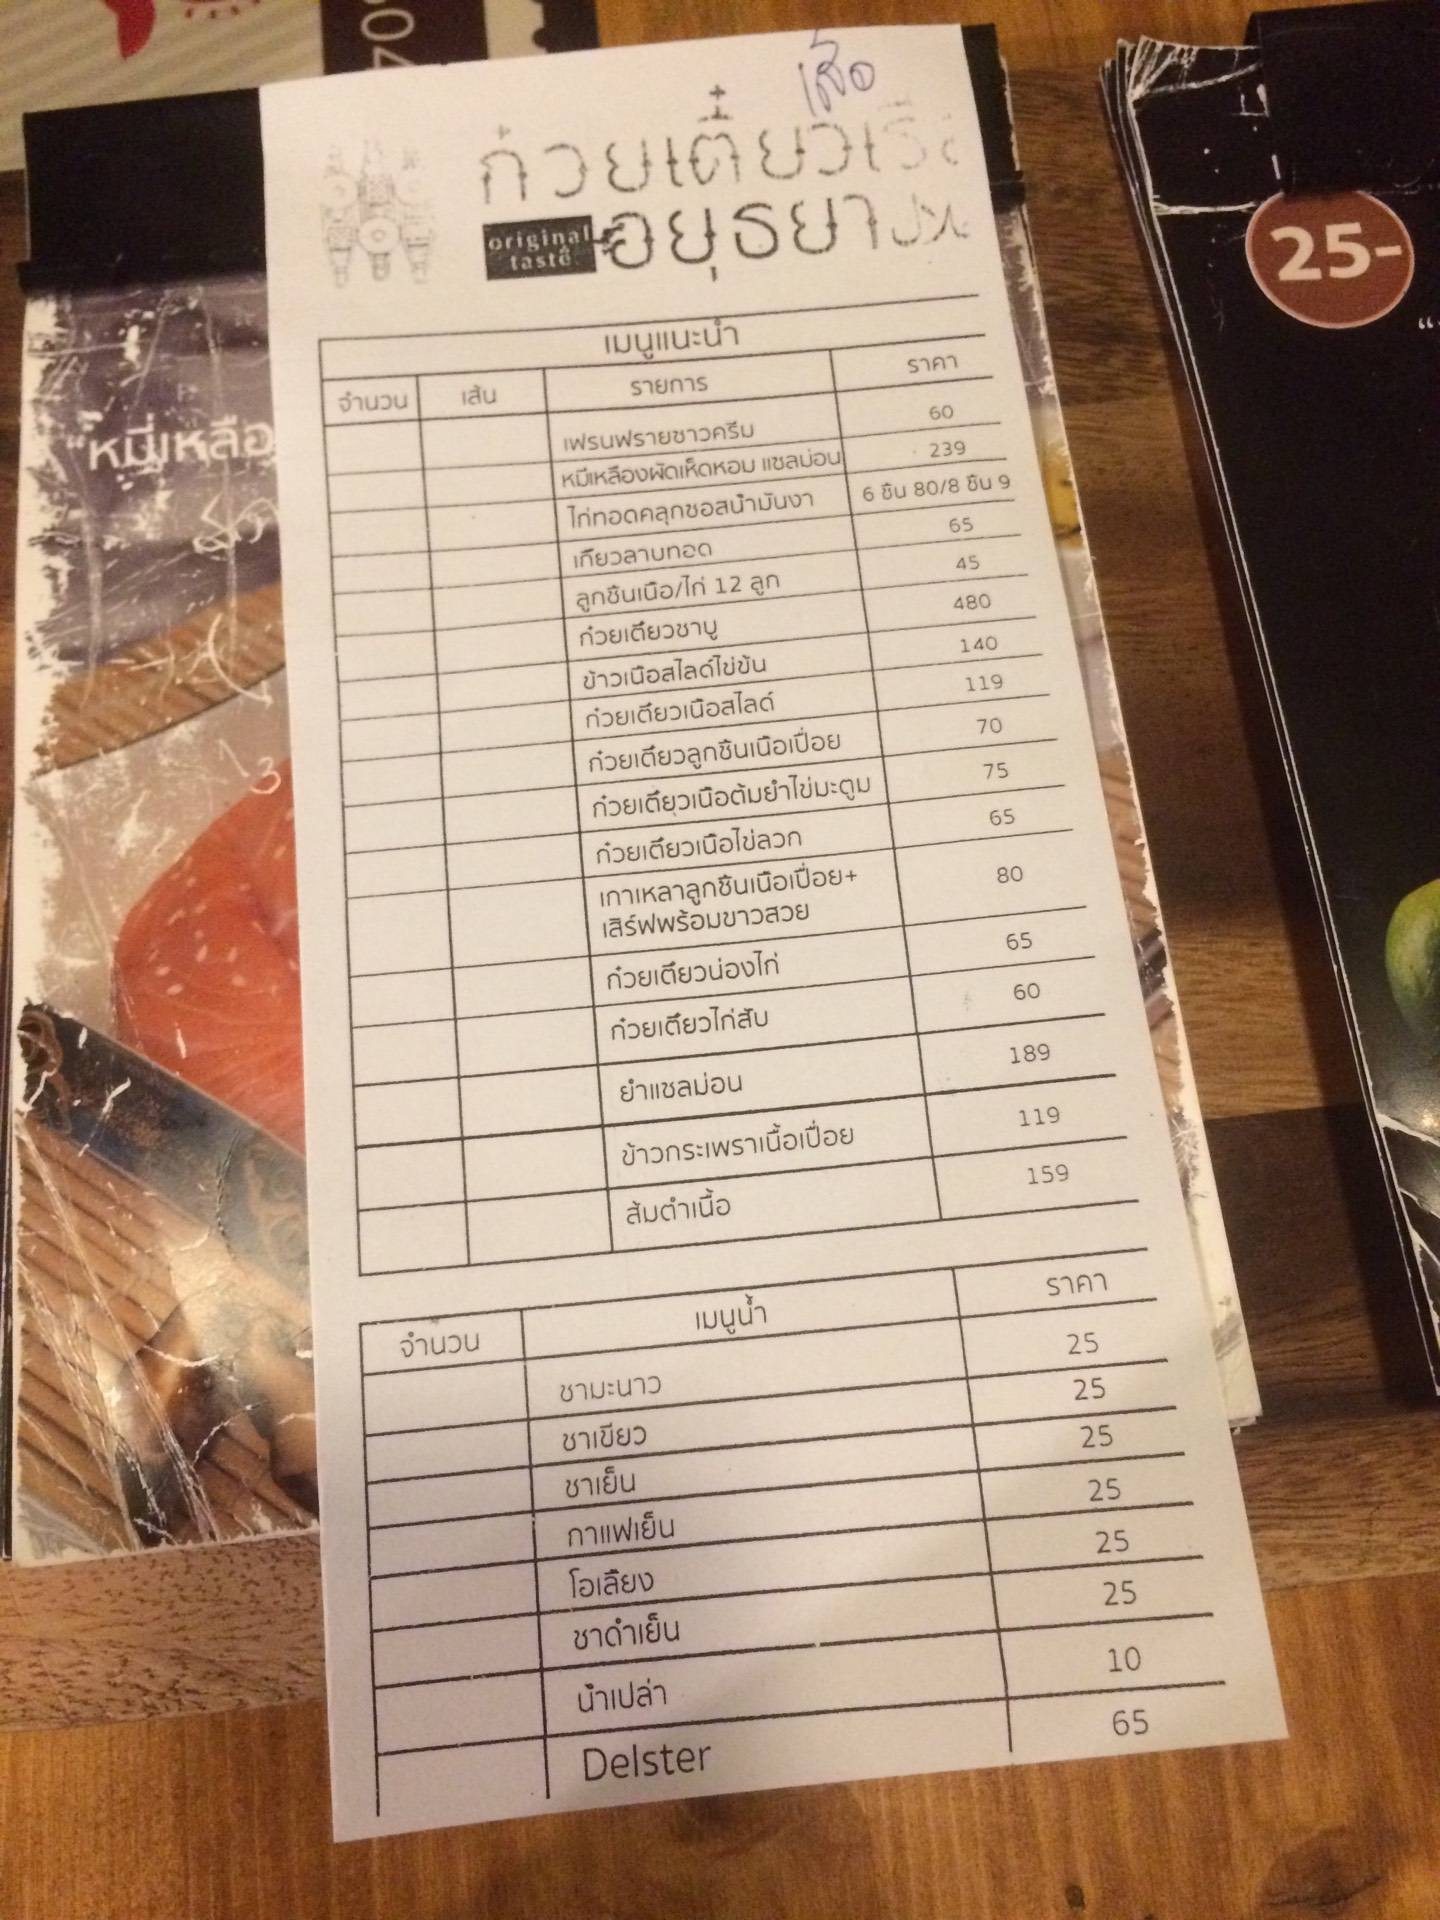 เสือ
ก๋วยเตี๋ยวเรือ
original taste อยุธยา
เมนูแนะนำ
จำนวน เส้น รายการ ราคา
เฟรนฟรายซาวครีม 60
หมี่เหลืองผัดเห็ดหอม แซลม่อน 239
ไก่ทอดคลุกซอสน้ำมันงา 6 ชิ้น 80/8 ชิ้น 9
เกี๊ยวลาบทอด 65
ลูกชิ้นเนื้อ/ไก่ 12 ลูก 45
ก๋วยเตี๋ยวชาบู 480
ข้าวเนื้อสไลด์ไข่ข้น 140
ก๋วยเตี๋ยวเนื้อสไลด์ 119
ก๋วยเตี๋ยวลูกชิ้นเนื้อเปื่อย 70
ก๋วยเตี๋ยวเนื้อต้มยำไข่มะตูม 75
ก๋วยเตี๋ยวเนื้อไข่ลวก 65
เกาเหลาลูกชิ้นเนื้อเปื่อย+
เสิร์ฟพร้อมขาวสวย 80
ก๋วยเตี๋ยวน่องไก่ 65
ก๋วยเตี๋ยวไก่สับ 60
ยำแซลม่อน 189
ข้าวกระเพราเนื้อเปื่อย 119
ส้มตำเนื้อ 159
จำนวน เมนูน้ำ ราคา
ชามะนาว 25
ชาเขียว 25
ชาเย็น 25
กาแฟเย็น 25
โอเลี้ยง 25
ชาดำเย็น 25
น้ำเปล่า 10
Delster 65
"หมี่เหลือ
25-